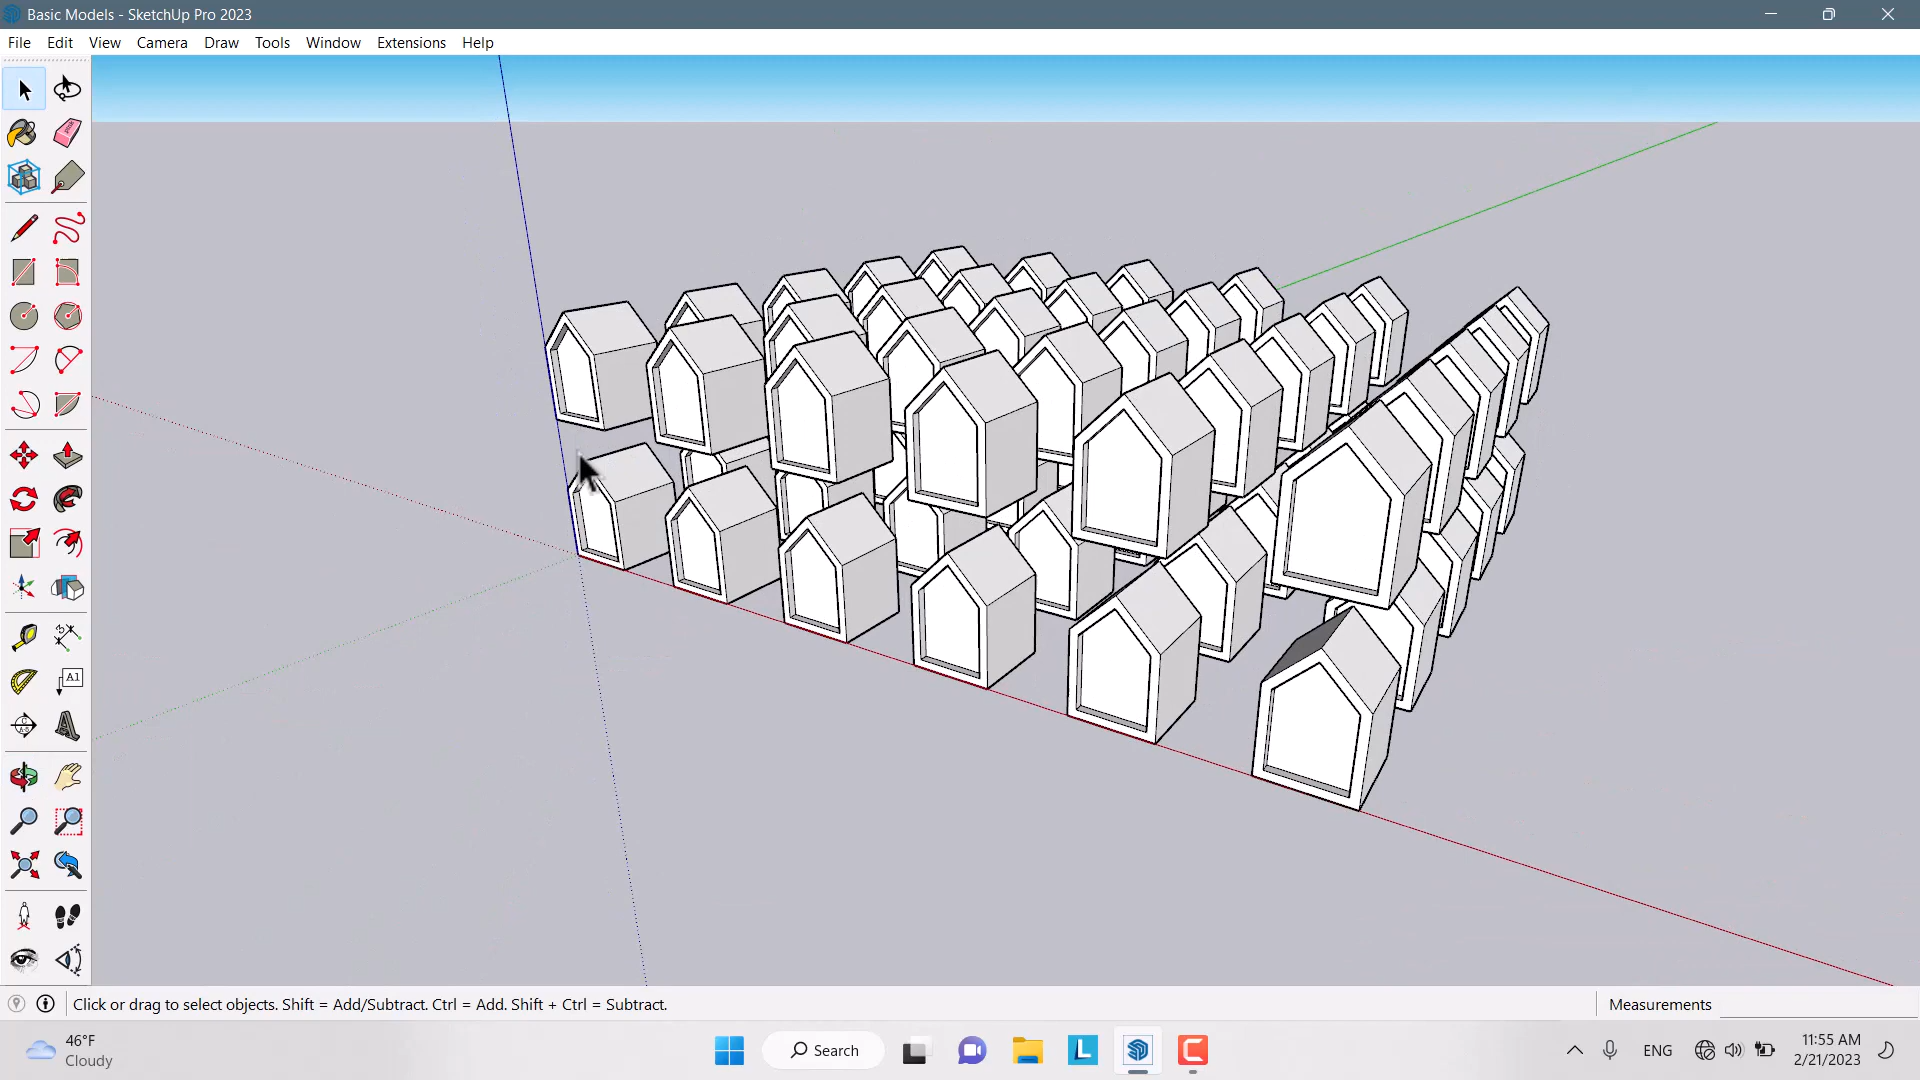 Basic Models - SketchUp Pro 2023
File Edit View Camera Draw Tools Window Extensions Help
A1
Click or drag to select objects. Shift = Add/Subtract. Ctrl = Add. Shift + Ctrl = Subtract.
Measurements
46°F
Cloudy
Search
L
C
ENG
11:55 AM
2/21/2023